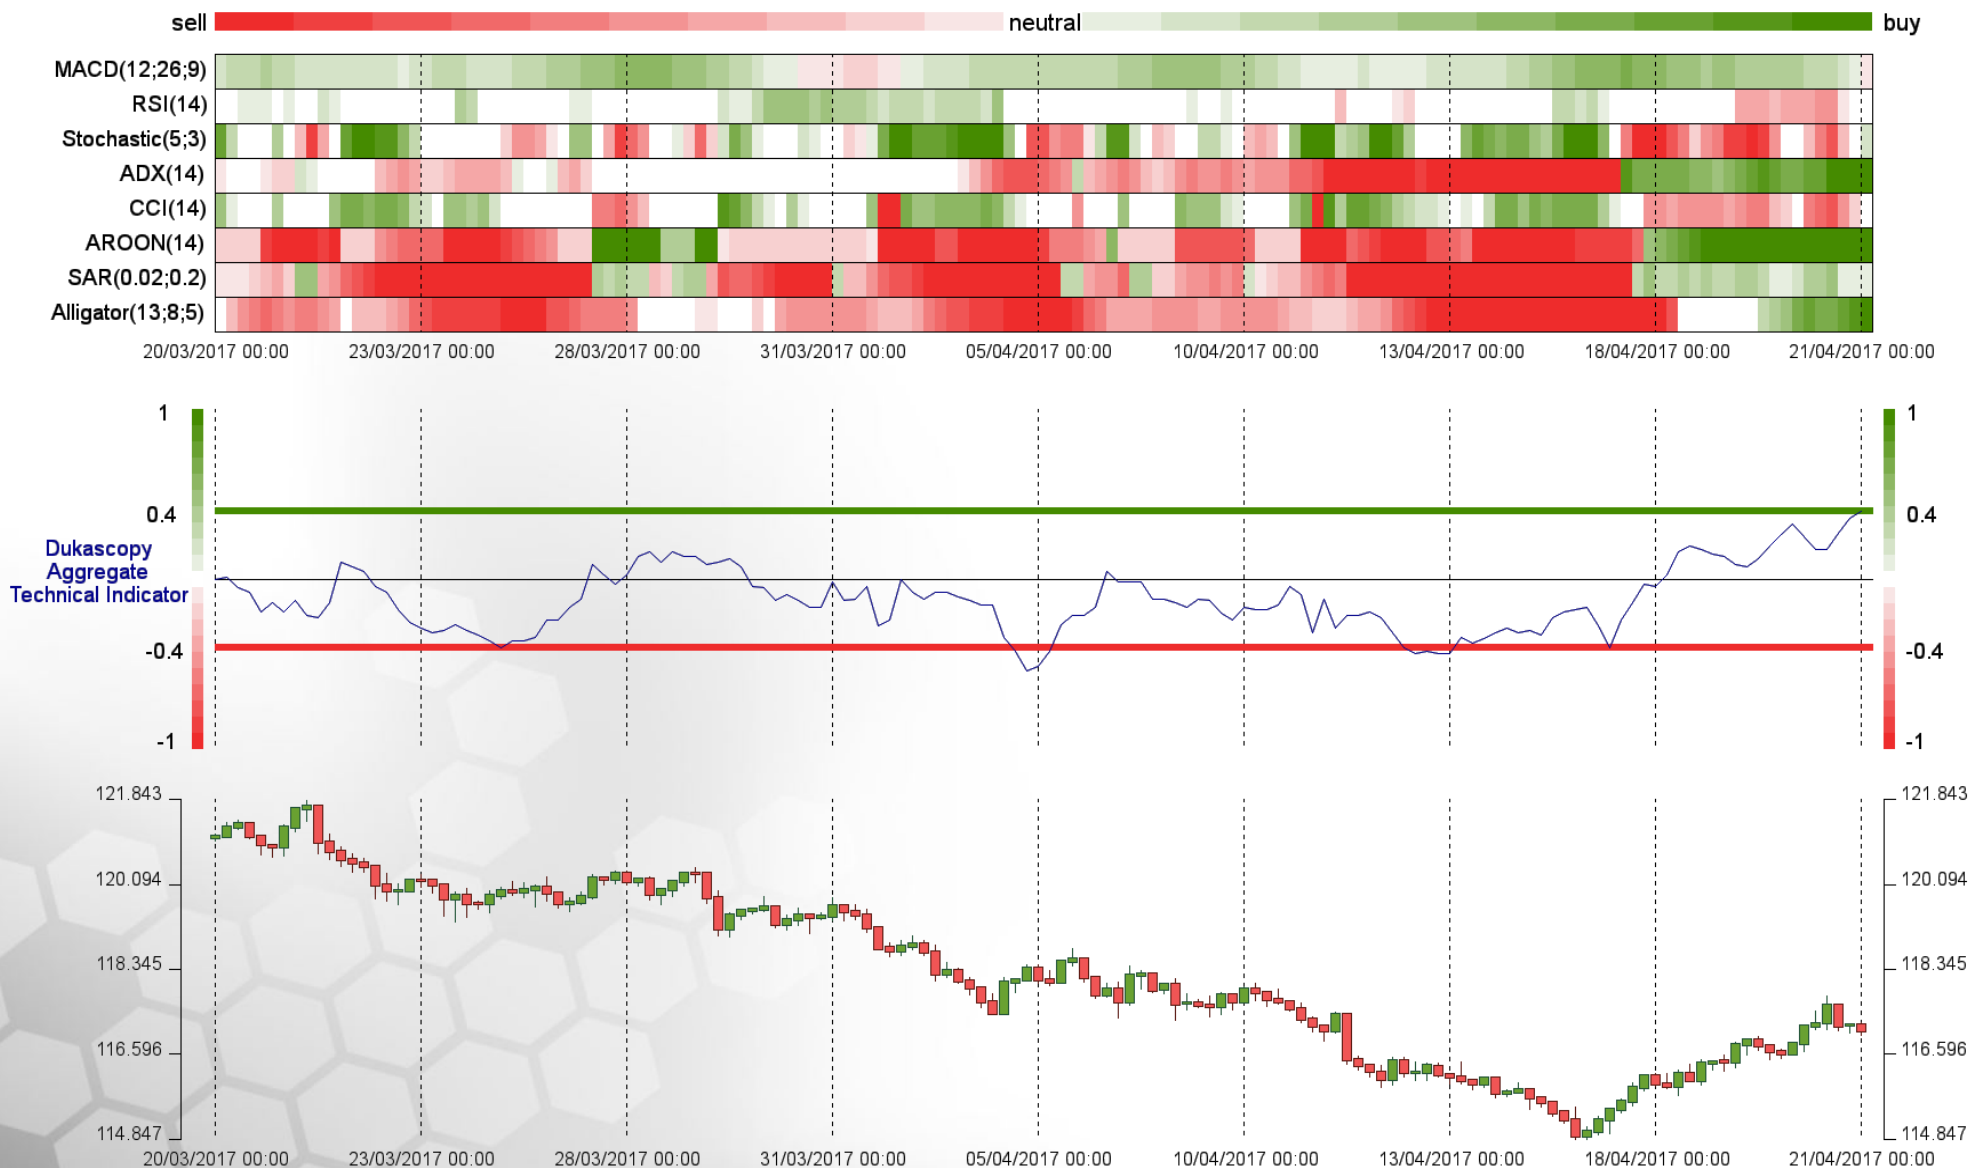 sell neutral buy
MACD(12;26;9)
RSI(14)
Stochastic(5;3)
ADX(14)
CCI(14)
AROON(14)
SAR(0.02;0.2)
Alligator(13;8;5)
20/03/2017 00:00 23/03/2017 00:00 28/03/2017 00:00 31/03/2017 00:00 05/04/2017 00:00 10/04/2017 00:00 13/04/2017 00:00 18/04/2017 00:00 21/04/2017 00:00
1 1
0.4 0.4
Dukascopy
Aggregate
Technical Indicator
-0.4 -0.4
-1 -1
121.843 121.843
120.094 120.094
118.345 118.345
116.596 116.596
114.847 114.847
20/03/2017 00:00 23/03/2017 00:00 28/03/2017 00:00 31/03/2017 00:00 05/04/2017 00:00 10/04/2017 00:00 13/04/2017 00:00 18/04/2017 00:00 21/04/2017 00:00